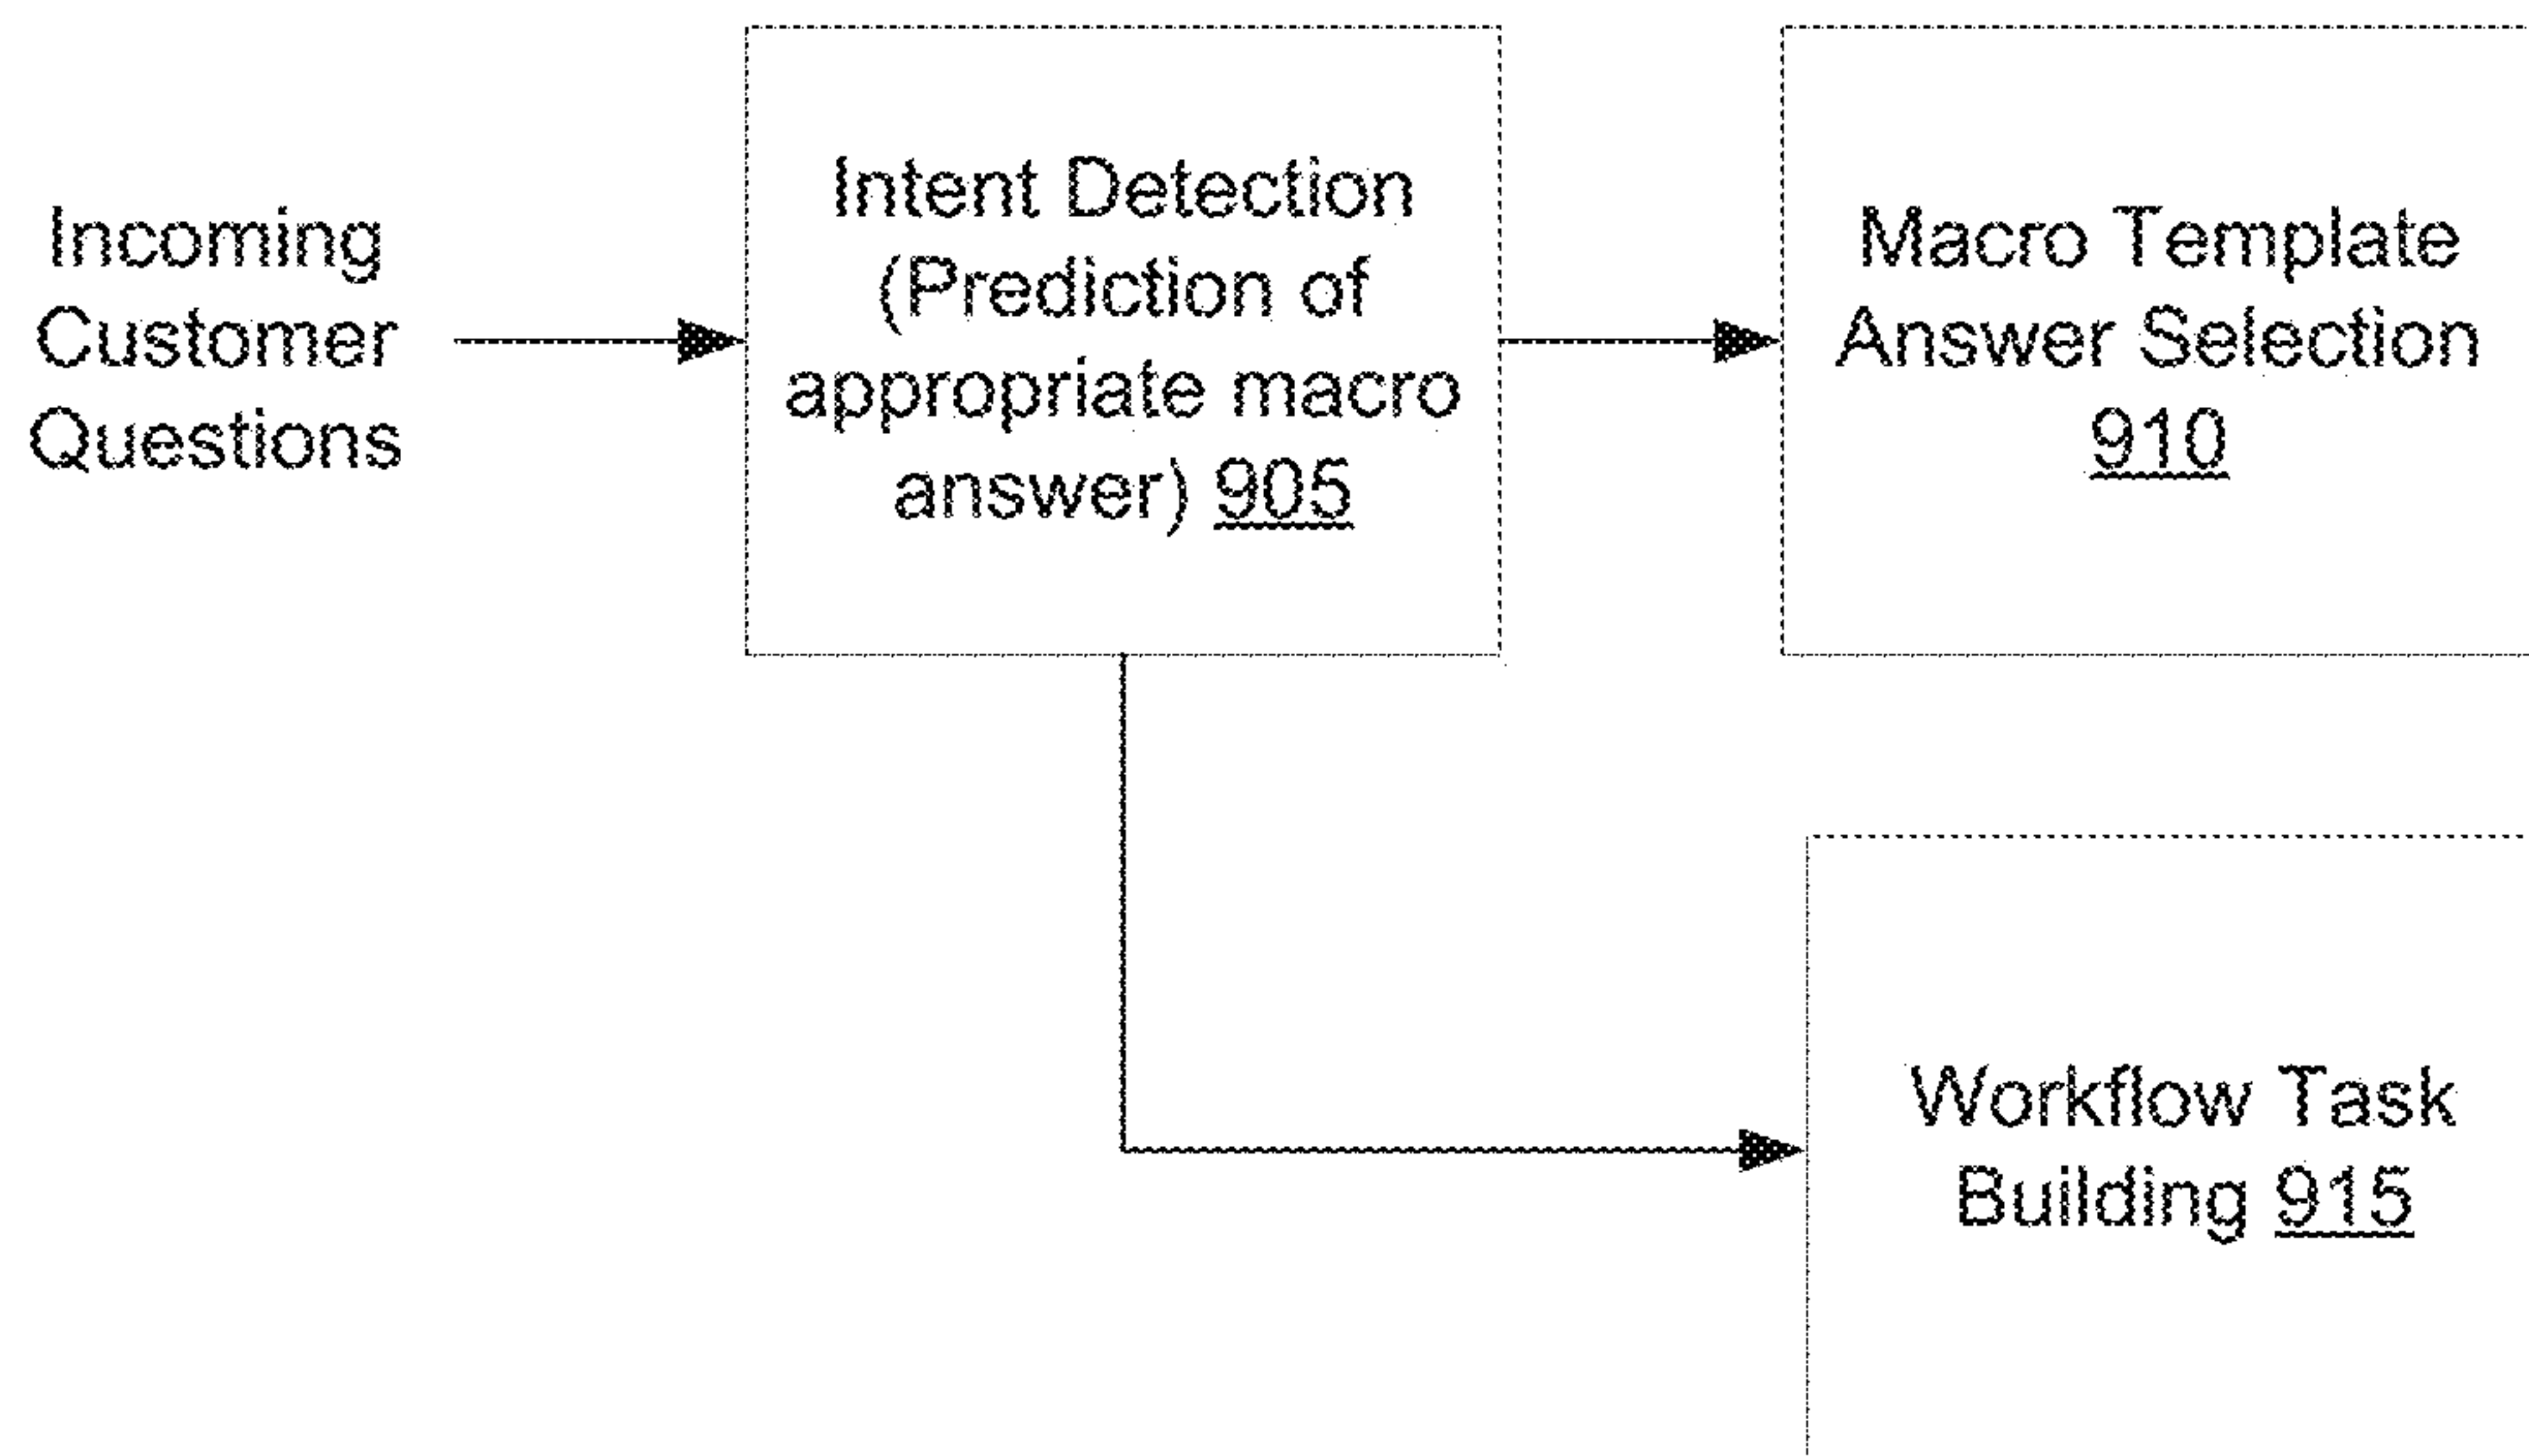 Incoming
Customer
Questions
Intent Detection
(Prediction of
appropriate macro
answer) 905
Macro Template
Answer Selection
910
Workflow Task
Building 915